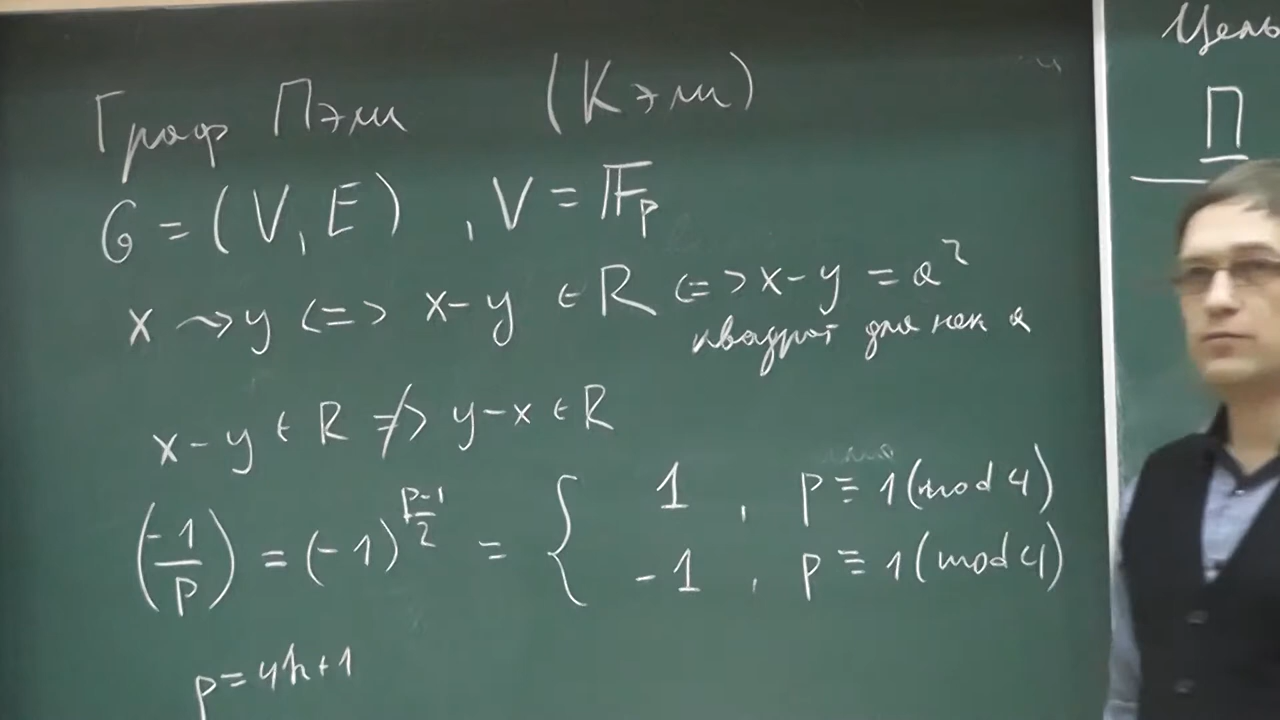 Граф Пэли (Кэли)
G = (V, E) , V = 𝔽ₚ
x ⤳ y <=> x-y ∈ R <=> x-y = a²
квадрат для нек a
x-y ∈ R ≠> y-x ∈ R
(-1/p) = (-1)^((p-1)/2) = { 1 , p ≡ 1 (mod 4)
-1 , p ≡ 1 (mod 4)
p = 4k+1
Цель
П